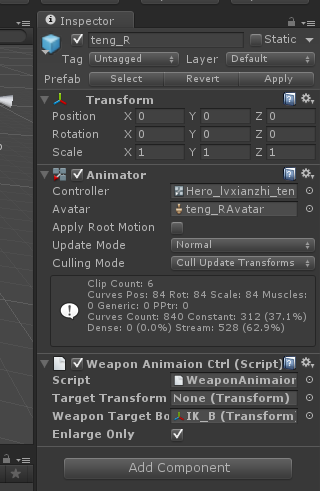 Inspector
teng_R
Static
Tag Untagged Layer Default
Prefab Select Revert Apply
Transform
Position X 0 Y 0 Z 0
Rotation X 0 Y 0 Z 0
Scale X 1 Y 1 Z 1
Animator
Controller Hero_lvxianzhi_ten
Avatar teng_RAvatar
Apply Root Motion
Update Mode Normal
Culling Mode Cull Update Transforms
Clip Count: 6
Curves Pos: 84 Rot: 84 Scale: 84 Muscles:
0 Generic: 0 PPtr: 0
Curves Count: 840 Constant: 312 (37.1%)
Dense: 0 (0.0%) Stream: 528 (62.9%)
Weapon Animaion Ctrl (Script)
Script WeaponAnimaior
Target Transform None (Transform)
Weapon Target Bo IK_B (Transform
Enlarge Only
Add Component